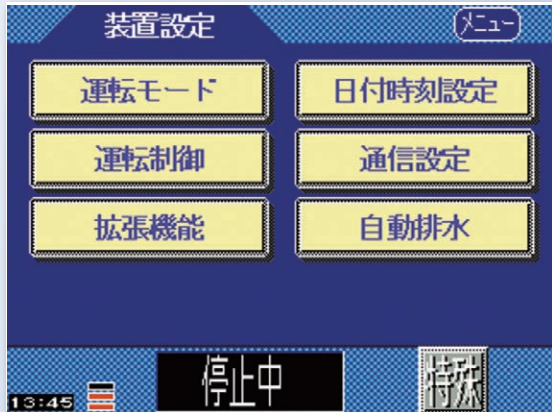 装置設定 メニュー
運転モード 日付時刻設定
運転制御 通信設定
拡張機能 自動排水
13:45 停止中 特殊